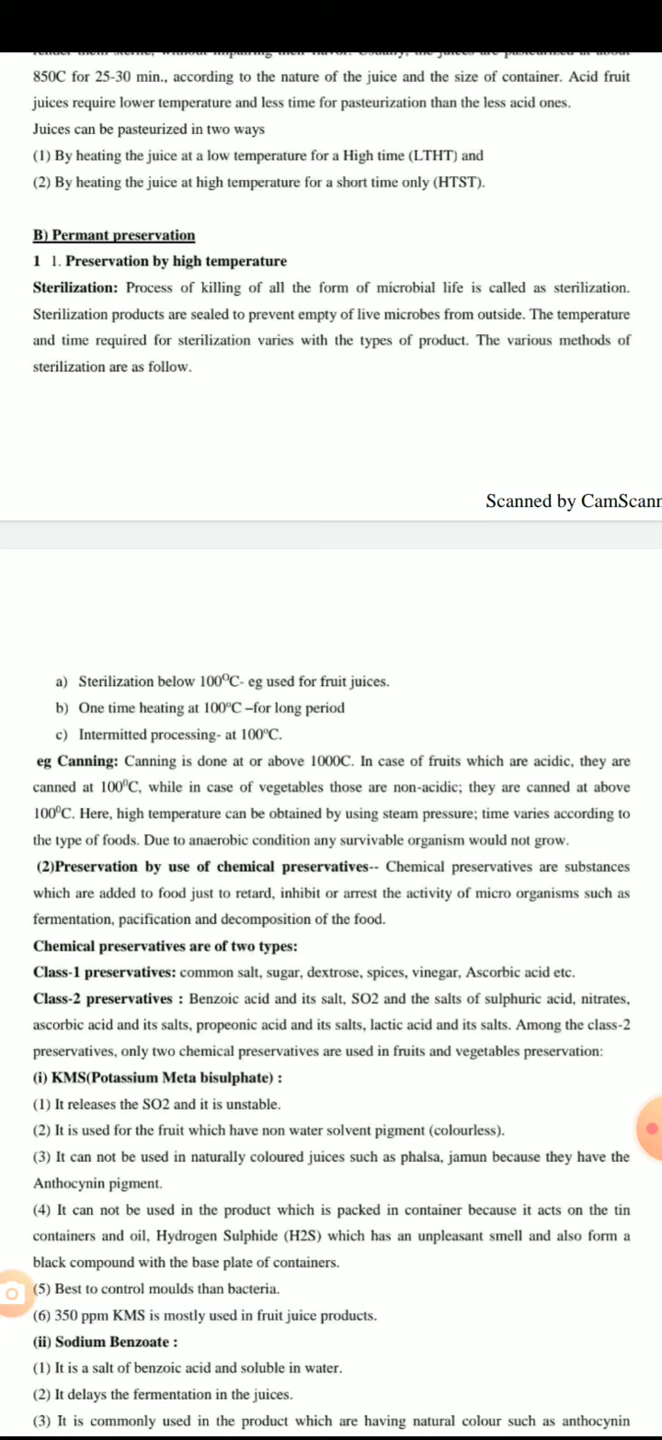 render them sterile, without impairing their flavor. Usually, the juices are pasteurized at about
850C for 25-30 min., according to the nature of the juice and the size of container. Acid fruit
juices require lower temperature and less time for pasteurization than the less acid ones.
Juices can be pasteurized in two ways
(1) By heating the juice at a low temperature for a High time (LTHT) and
(2) By heating the juice at high temperature for a short time only (HTST).
B) Permant preservation
1 1. Preservation by high temperature
Sterilization: Process of killing of all the form of microbial life is called as sterilization.
Sterilization products are sealed to prevent empty of live microbes from outside. The temperature
and time required for sterilization varies with the types of product. The various methods of
sterilization are as follow.
Scanned by CamScann
a) Sterilization below 100⁰C- eg used for fruit juices.
b) One time heating at 100ºC –for long period
c) Intermitted processing- at 100ºC.
eg Canning: Canning is done at or above 1000C. In case of fruits which are acidic, they are
canned at 100⁰C, while in case of vegetables those are non-acidic; they are canned at above
100⁰C. Here, high temperature can be obtained by using steam pressure; time varies according to
the type of foods. Due to anaerobic condition any survivable organism would not grow.
(2)Preservation by use of chemical preservatives-- Chemical preservatives are substances
which are added to food just to retard, inhibit or arrest the activity of micro organisms such as
fermentation, pacification and decomposition of the food.
Chemical preservatives are of two types:
Class-1 preservatives: common salt, sugar, dextrose, spices, vinegar, Ascorbic acid etc.
Class-2 preservatives : Benzoic acid and its salt, SO2 and the salts of sulphuric acid, nitrates,
ascorbic acid and its salts, propeonic acid and its salts, lactic acid and its salts. Among the class-2
preservatives, only two chemical preservatives are used in fruits and vegetables preservation:
(i) KMS(Potassium Meta bisulphate) :
(1) It releases the SO2 and it is unstable.
(2) It is used for the fruit which have non water solvent pigment (colourless).
(3) It can not be used in naturally coloured juices such as phalsa, jamun because they have the
Anthocynin pigment.
(4) It can not be used in the product which is packed in container because it acts on the tin
containers and oil, Hydrogen Sulphide (H2S) which has an unpleasant smell and also form a
black compound with the base plate of containers.
(5) Best to control moulds than bacteria.
(6) 350 ppm KMS is mostly used in fruit juice products.
(ii) Sodium Benzoate :
(1) It is a salt of benzoic acid and soluble in water.
(2) It delays the fermentation in the juices.
(3) It is commonly used in the product which are having natural colour such as anthocynin